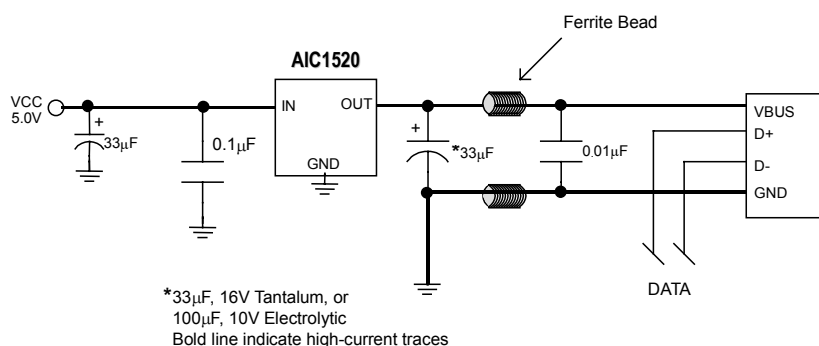 Ferrite Bead
AIC1520
VCC
5.0V
+
33µF
0.1µF
IN
OUT
GND
+
*33µF
0.01µF
VBUS
D+
D-
GND
DATA
*33µF, 16V Tantalum, or
100µF, 10V Electrolytic
Bold line indicate high-current traces